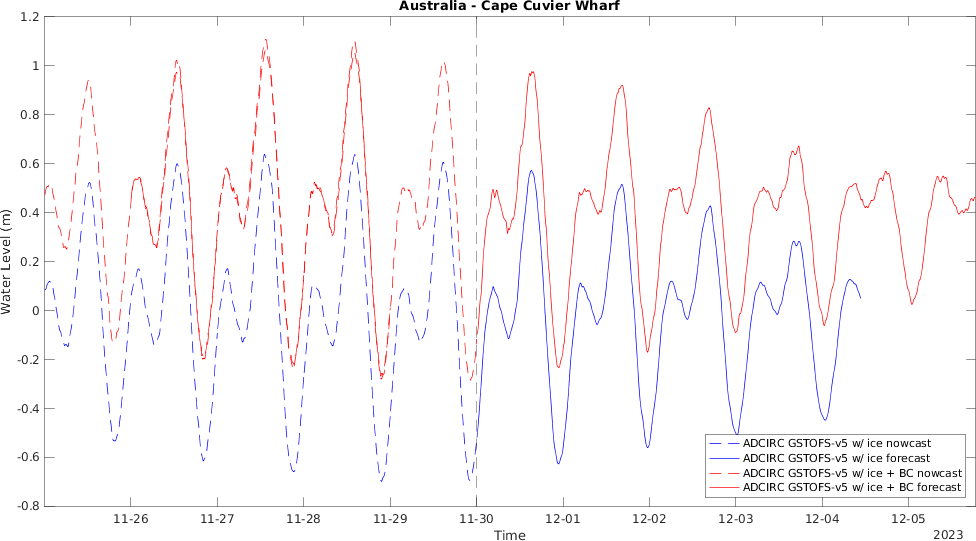 Australia - Cape Cuvier Wharf
1.2
1
0.8
0.6
0.4
0.2
0
-0.2
-0.4
-0.6
-0.8
Water Level (m)
ADCIRC GSTOFS-v5 w/ ice nowcast
ADCIRC GSTOFS-v5 w/ ice forecast
ADCIRC GSTOFS-v5 w/ ice + BC nowcast
ADCIRC GSTOFS-v5 w/ ice + BC forecast
11-26 11-27 11-28 11-29 11-30 12-01 12-02 12-03 12-04 12-05
Time
2023